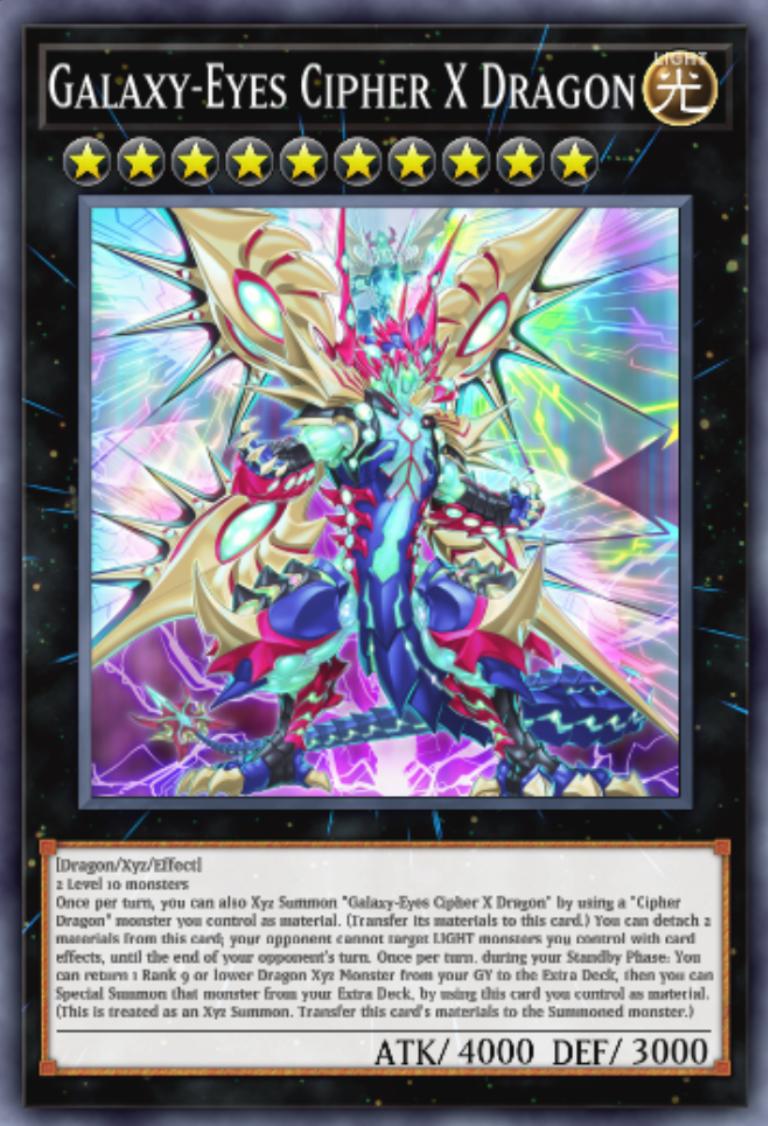 GALAXY-EYES CIPHER X DRAGON
LIGHT
光
[Dragon/Xyz/Effect]
2 Level 10 monsters
Once per turn, you can also Xyz Summon "Galaxy-Eyes Cipher X Dragon" by using a "Cipher
Dragon" monster you control as material. (Transfer its materials to this card.) You can detach 2
materials from this card; your opponent cannot target LIGHT monsters you control with card
effects, until the end of your opponent's turn. Once per turn, during your Standby Phase: You
can return 1 Rank 9 or lower Dragon Xyz Monster from your GY to the Extra Deck, then you can
Special Summon that monster from your Extra Deck, by using this card you control as material.
(This is treated as an Xyz Summon. Transfer this card's materials to the Summoned monster.)
ATK/ 4000 DEF/ 3000